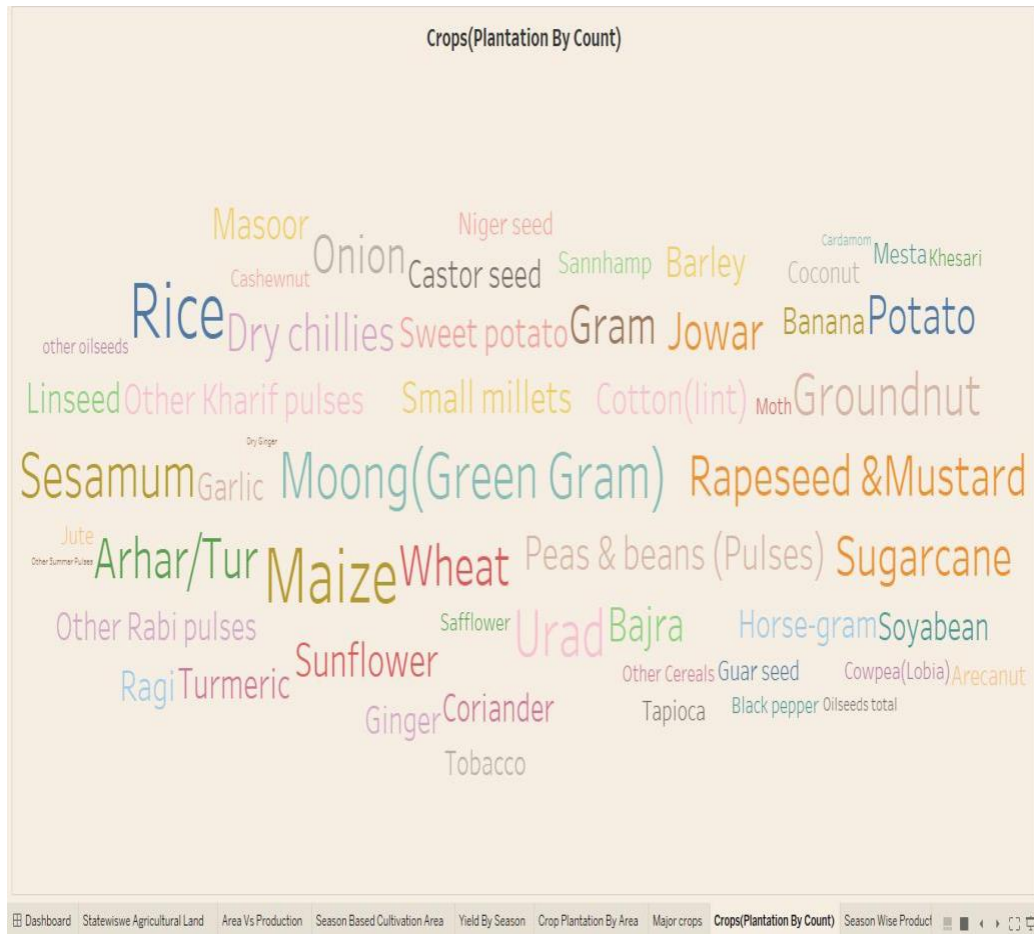 Crops(Plantation By Count)
Masoor
Onion
Niger seed
Cashewnut
Castor seed
Sannhamp
Barley
Cardamom
Coconut
Mesta
Khesari
Rice
other oilseeds
Dry chillies
Sweet potato
Gram
Jowar
Banana
Potato
Linseed
Other Kharif pulses
Small millets
Cotton(lint)
Moth
Groundnut
Dry Ginger
Sesamum
Garlic
Moong(Green Gram)
Rapeseed &Mustard
Jute
Other Summer Pulses
Arhar/Tur
Maize
Wheat
Peas & beans (Pulses)
Sugarcane
Other Rabi pulses
Safflower
Urad
Bajra
Horse-gram
Soyabean
Sunflower
Ragi
Turmeric
Other Cereals
Guar seed
Cowpea(Lobia)
Arecanut
Ginger
Coriander
Tapioca
Black pepper
Oilseeds total
Tobacco
Dashboard
Statewiswe Agricultural Land
Area Vs Production
Season Based Cultivation Area
Yield By Season
Crop Plantation By Area
Major crops
Crops(Plantation By Count)
Season Wise Product